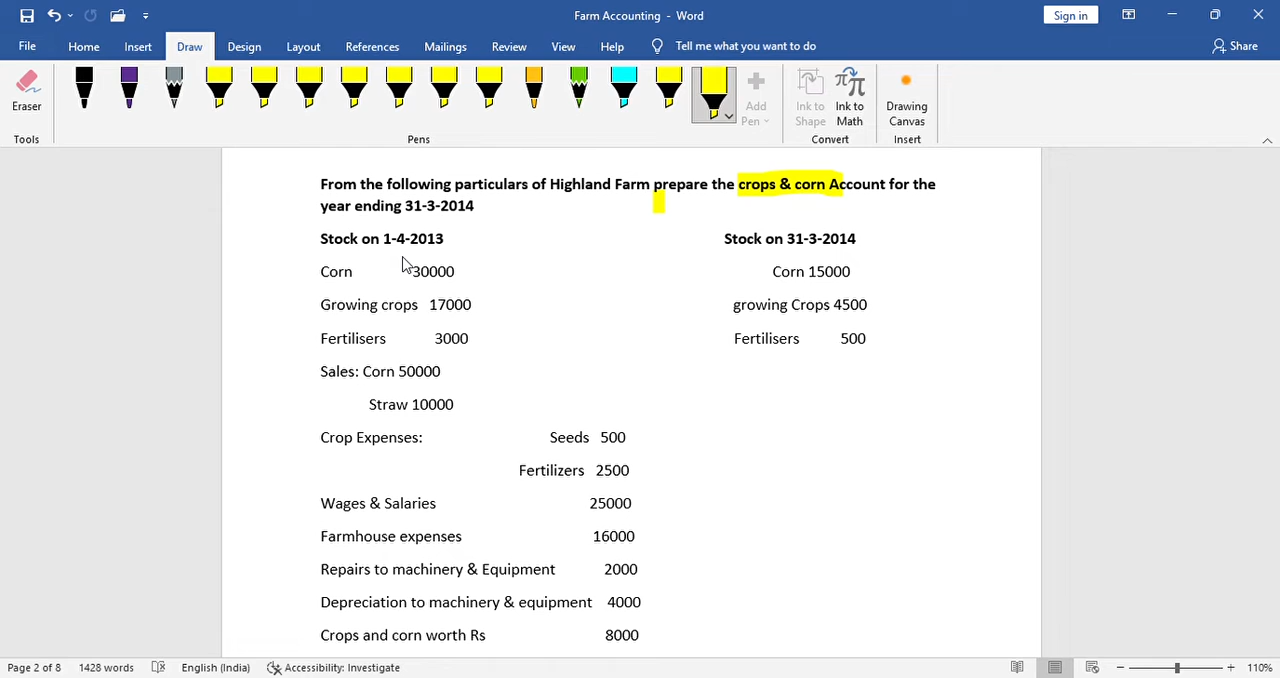 Farm Accounting - Word
Sign in
File Home Insert Draw Design Layout References Mailings Review View Help Tell me what you want to do Share
Eraser
Add Pen
Ink to Shape
Ink to Math
Drawing Canvas
Tools Pens Convert Insert
From the following particulars of Highland Farm prepare the crops & corn Account for the
year ending 31-3-2014
Stock on 1-4-2013 Stock on 31-3-2014
Corn 30000 Corn 15000
Growing crops 17000 growing Crops 4500
Fertilisers 3000 Fertilisers 500
Sales: Corn 50000
Straw 10000
Crop Expenses: Seeds 500
Fertilizers 2500
Wages & Salaries 25000
Farmhouse expenses 16000
Repairs to machinery & Equipment 2000
Depreciation to machinery & equipment 4000
Crops and corn worth Rs 8000
Page 2 of 8 1428 words English (India) Accessibility: Investigate 110%